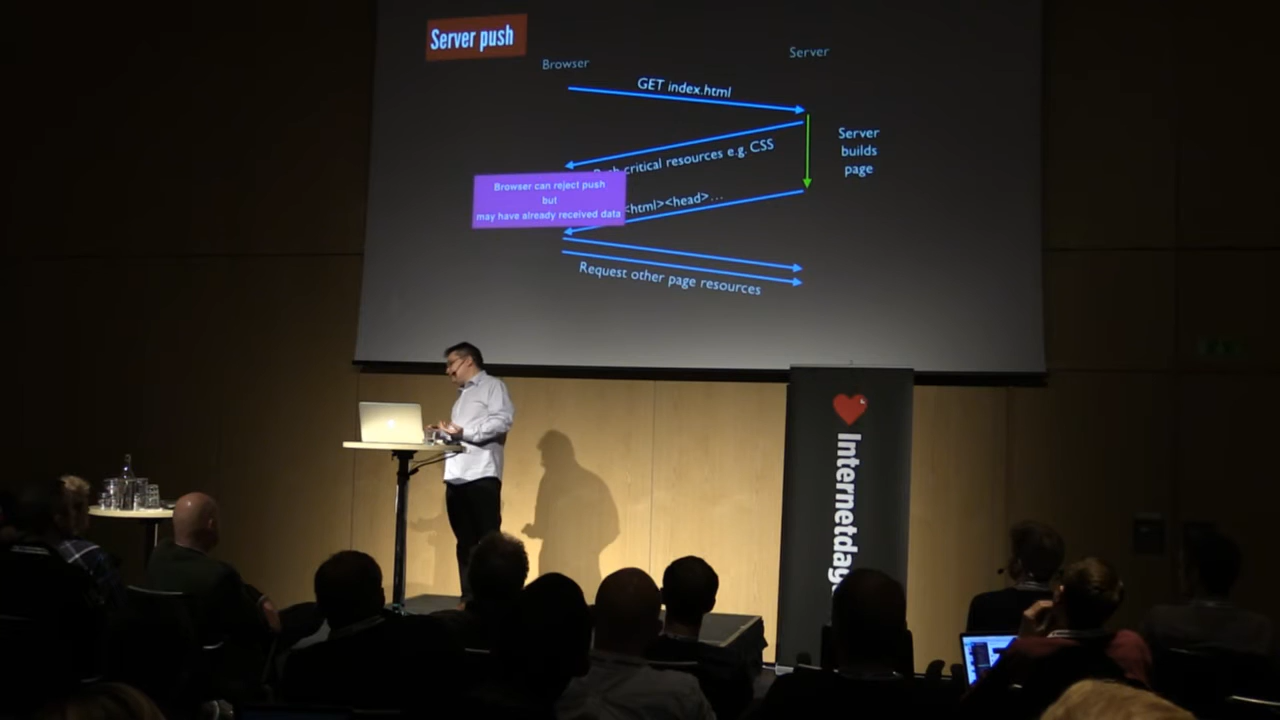 Server push
Browser
Server
GET index.html
critical resources e.g. CSS
Server
builds
page
Browser can reject push
but
may have already received data
<html><head>...
Request other page resources
Internetdag